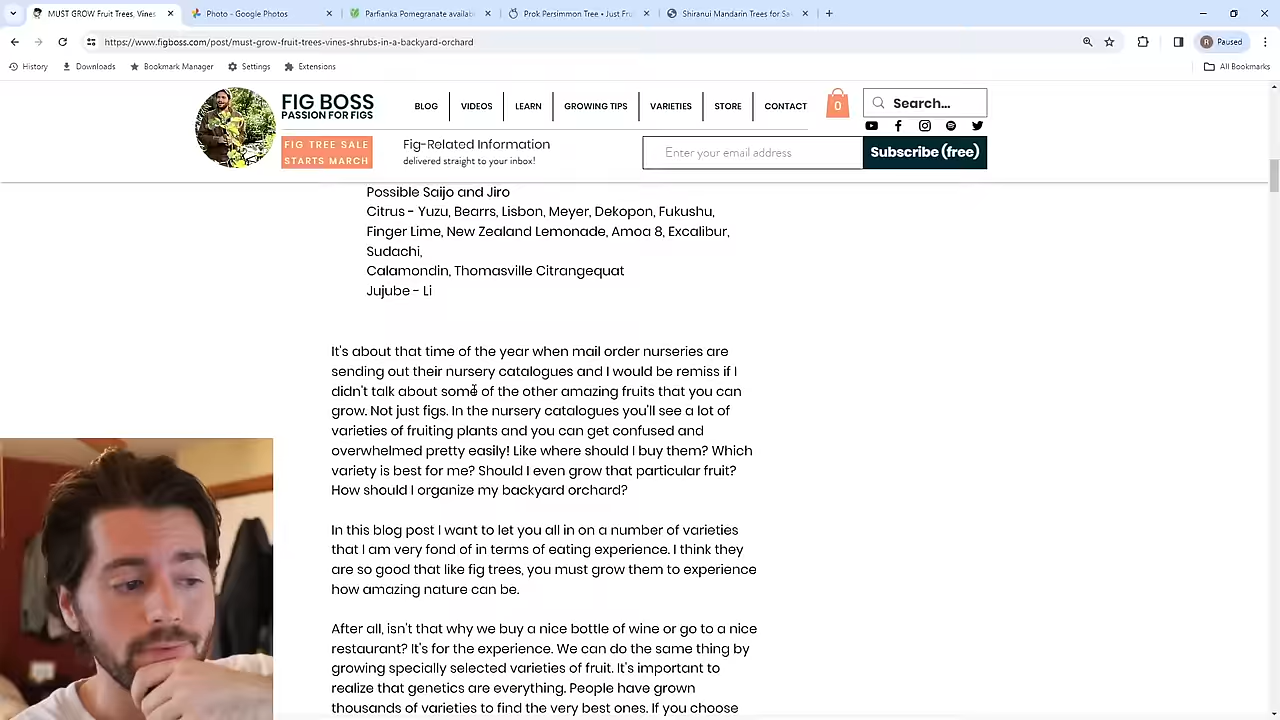 MUST GROW Fruit Trees, Vines
Photo - Google Photos
Parfianka Pomegranate availab
Prok Persimmon Tree • Just Fru
Shiranui Mandarin Trees for Sa
https://www.figboss.com/post/must-grow-fruit-trees-vines-shrubs-in-a-backyard-orchard
R Paused
History
Downloads
Bookmark Manager
Settings
Extensions
All Bookmarks
FIG BOSS
PASSION FOR FIGS
BLOG
VIDEOS
LEARN
GROWING TIPS
VARIETIES
STORE
CONTACT
0
Search...
FIG TREE SALE
STARTS MARCH
Fig-Related Information
delivered straight to your inbox!
Enter your email address
Subscribe (free)
Possible Saijo and Jiro
Citrus - Yuzu, Bearrs, Lisbon, Meyer, Dekopon, Fukushu,
Finger Lime, New Zealand Lemonade, Amoa 8, Excalibur,
Sudachi,
Calamondin, Thomasville Citrangequat
Jujube - Li
It's about that time of the year when mail order nurseries are
sending out their nursery catalogues and I would be remiss if I
didn't talk about some of the other amazing fruits that you can
grow. Not just figs. In the nursery catalogues you'll see a lot of
varieties of fruiting plants and you can get confused and
overwhelmed pretty easily! Like where should I buy them? Which
variety is best for me? Should I even grow that particular fruit?
How should I organize my backyard orchard?
In this blog post I want to let you all in on a number of varieties
that I am very fond of in terms of eating experience. I think they
are so good that like fig trees, you must grow them to experience
how amazing nature can be.
After all, isn't that why we buy a nice bottle of wine or go to a nice
restaurant? It's for the experience. We can do the same thing by
growing specially selected varieties of fruit. It's important to
realize that genetics are everything. People have grown
thousands of varieties to find the very best ones. If you choose